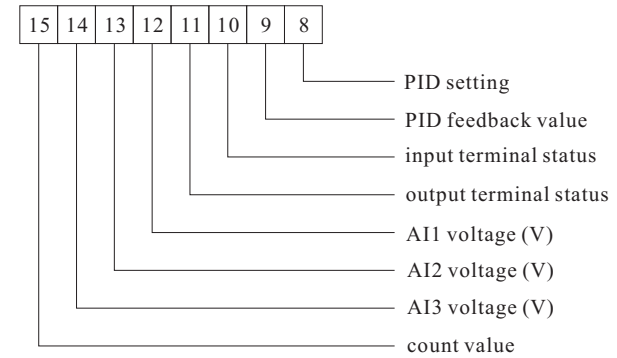 15 14 13 12 11 10 9 8
PID setting
PID feedback value
input terminal status
output terminal status
AI1 voltage (V)
AI2 voltage (V)
AI3 voltage (V)
count value